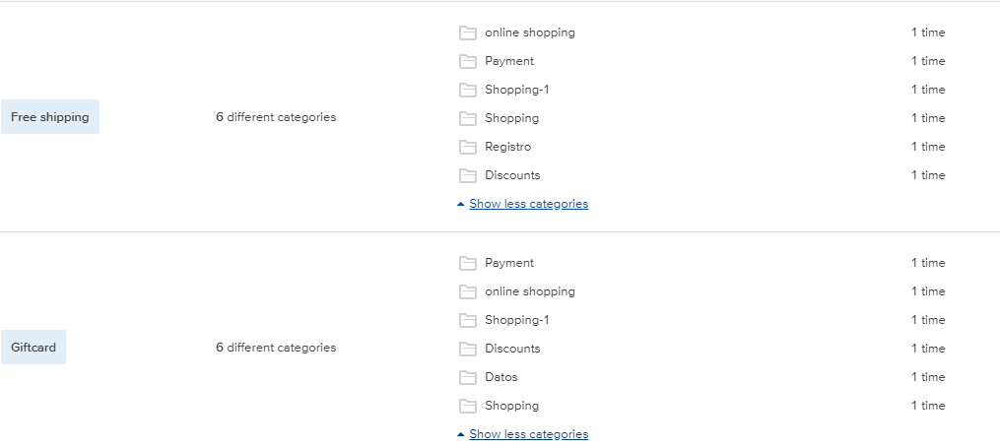 online shopping 1 time
Payment 1 time
Shopping-1 1 time
Free shipping 6 different categories Shopping 1 time
Registro 1 time
Discounts 1 time
Show less categories
Payment 1 time
online shopping 1 time
Shopping-1 1 time
Giftcard 6 different categories Discounts 1 time
Datos 1 time
Shopping 1 time
Show less categories